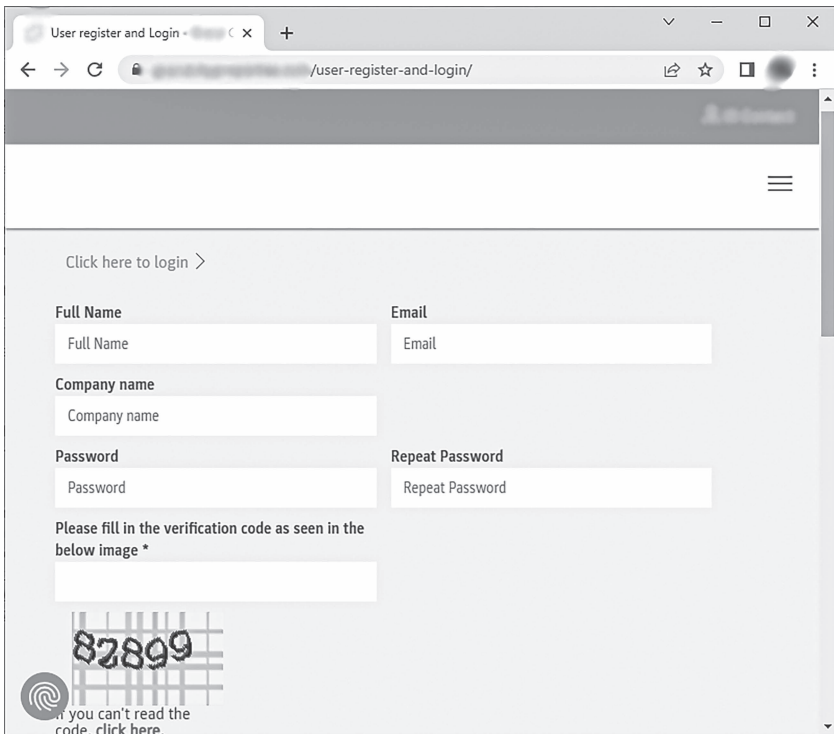 User register and Login -
/user-register-and-login/
Click here to login
Full Name Email
Full Name Email
Company name
Company name
Password Repeat Password
Password Repeat Password
Please fill in the verification code as seen in the
below image *
82899
If you can't read the
code, click here.